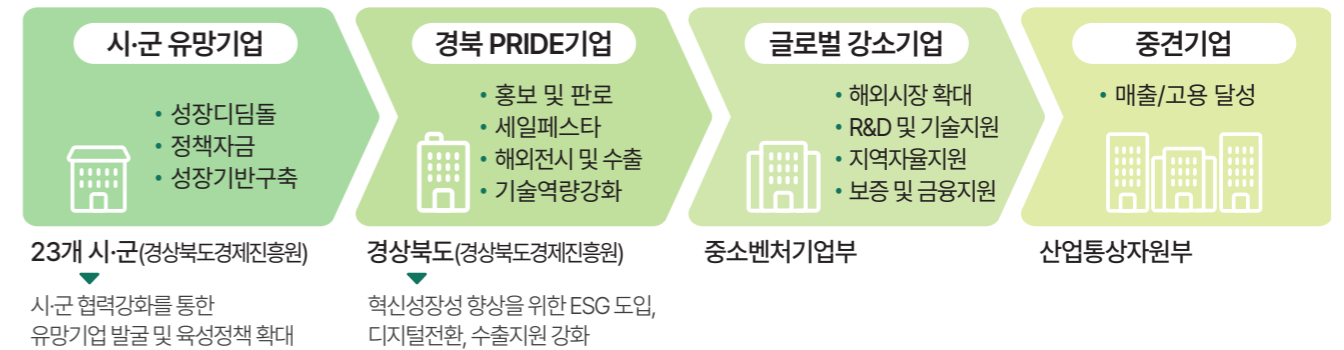 시·군 유망기업
• 성장디딤돌
• 정책자금
• 성장기반구축
23개 시·군(경상북도경제진흥원)
시·군 협력강화를 통한
유망기업 발굴 및 육성정책 확대
경북 PRIDE기업
• 홍보 및 판로
• 세일페스타
• 해외전시 및 수출
• 기술역량강화
경상북도(경상북도경제진흥원)
혁신성장성 향상을 위한 ESG 도입,
디지털전환, 수출지원 강화
글로벌 강소기업
• 해외시장 확대
• R&D 및 기술지원
• 지역자율지원
• 보증 및 금융지원
중소벤처기업부
중견기업
• 매출/고용 달성
산업통상자원부